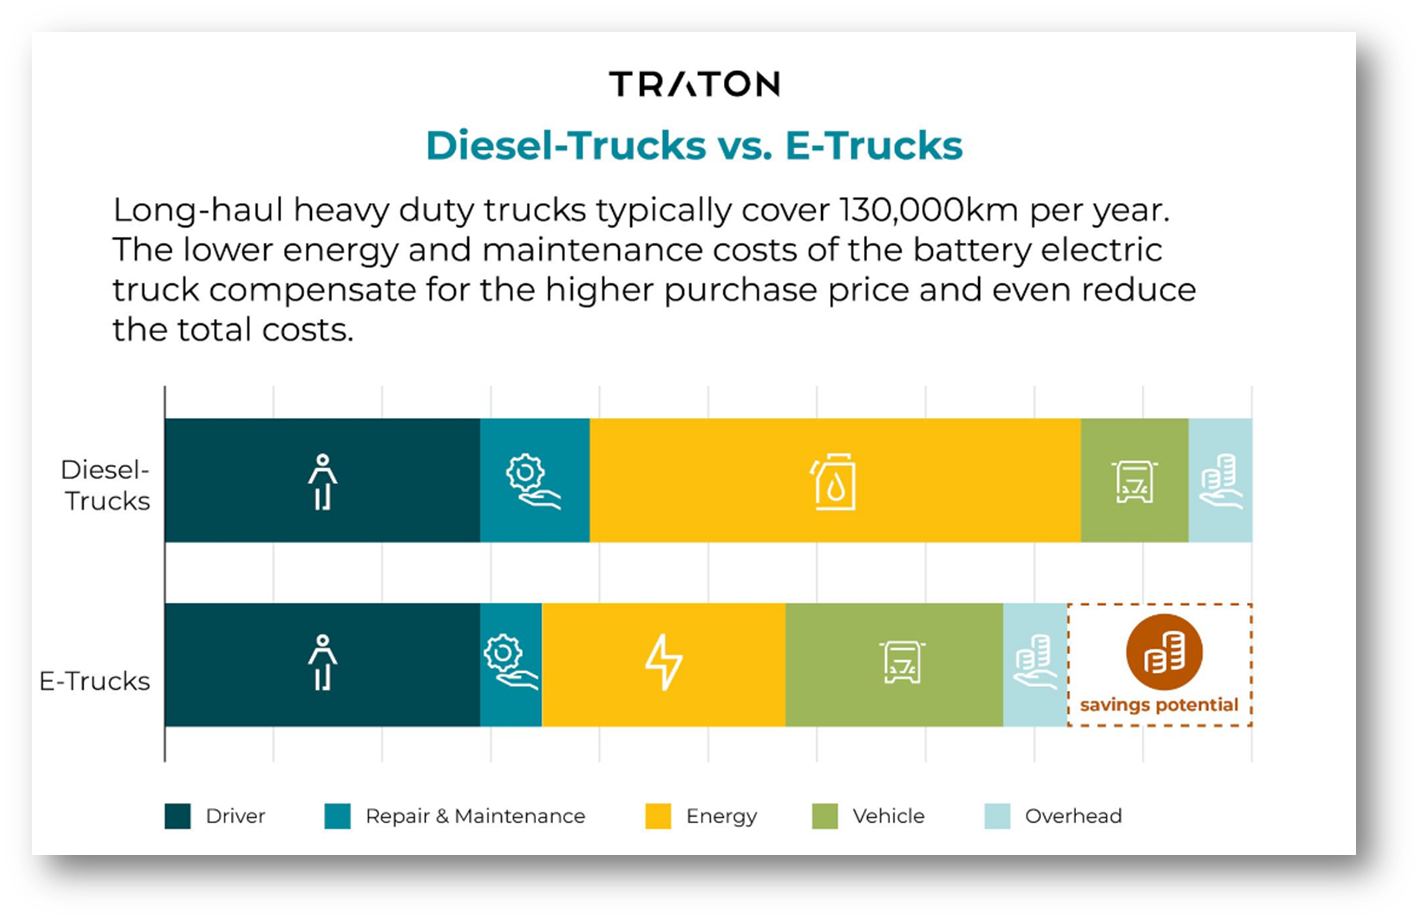 TRATON
Diesel-Trucks vs. E-Trucks
Long-haul heavy duty trucks typically cover 130,000km per year.
The lower energy and maintenance costs of the battery electric
truck compensate for the higher purchase price and even reduce
the total costs.
Diesel-
Trucks
E-Trucks
savings potential
Driver
Repair & Maintenance
Energy
Vehicle
Overhead